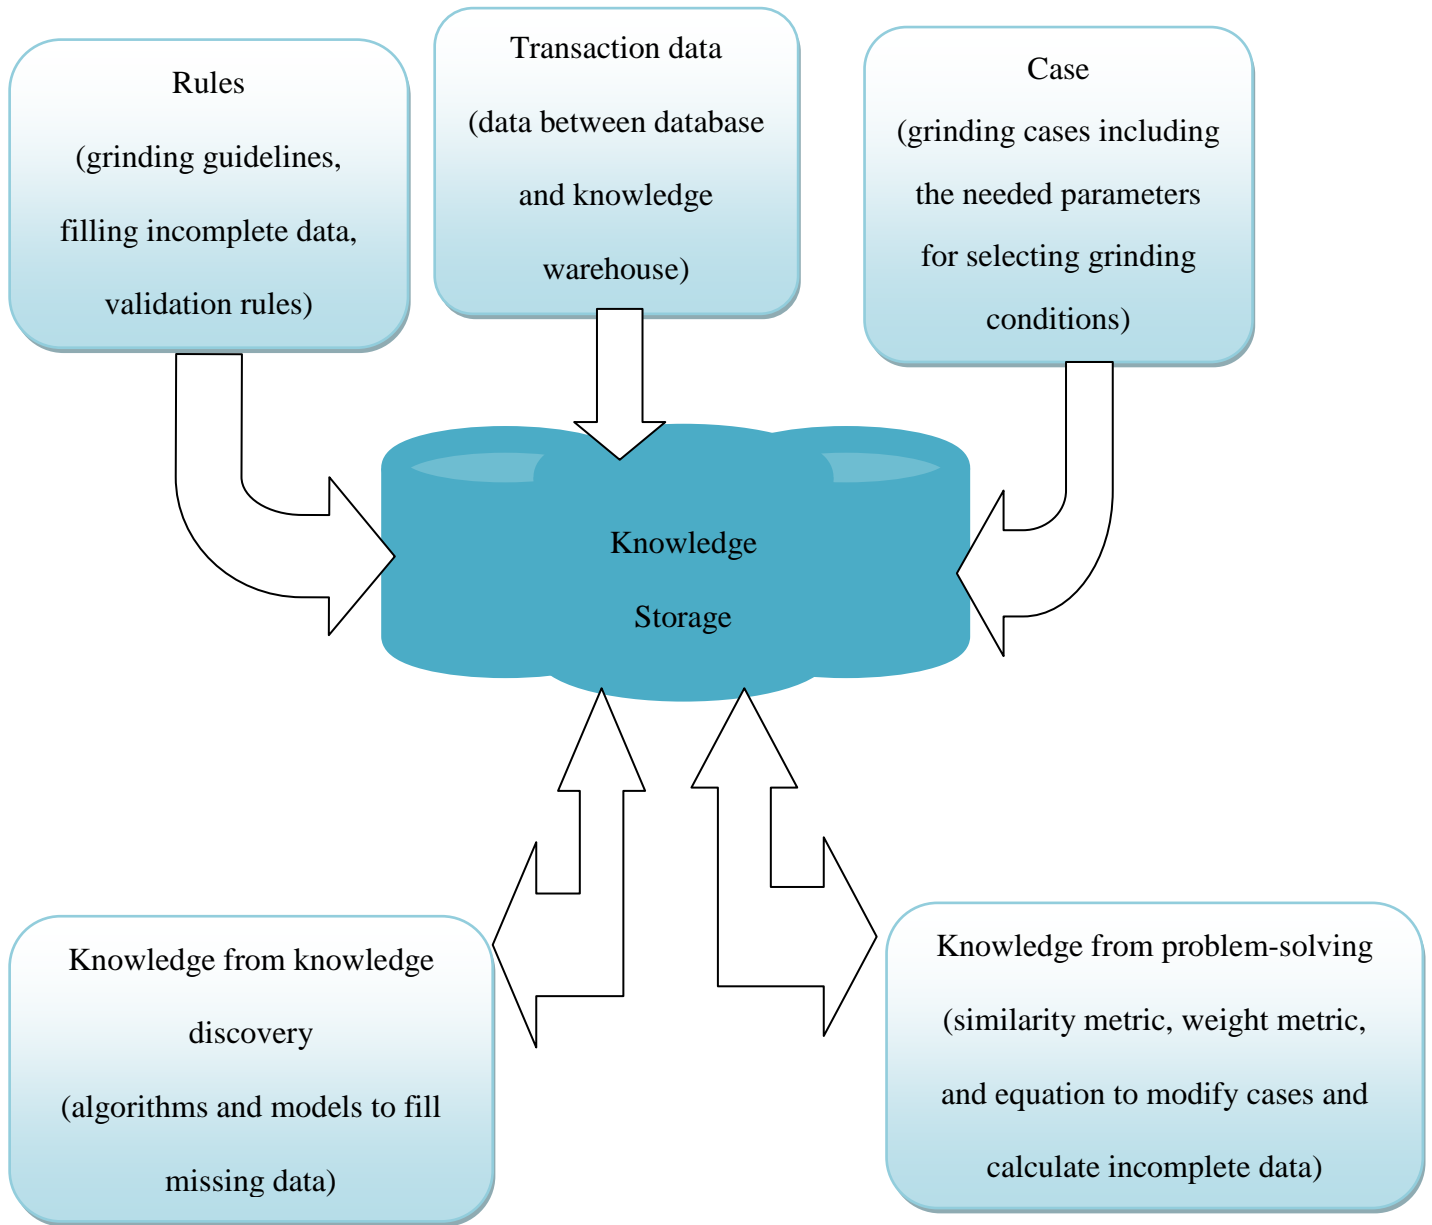 Rules
(grinding guidelines,
filling incomplete data,
validation rules)
Transaction data
(data between database
and knowledge
warehouse)
Case
(grinding cases including
the needed parameters
for selecting grinding
conditions)
Knowledge
Storage
Knowledge from knowledge
discovery
(algorithms and models to fill
missing data)
Knowledge from problem-solving
(similarity metric, weight metric,
and equation to modify cases and
calculate incomplete data)